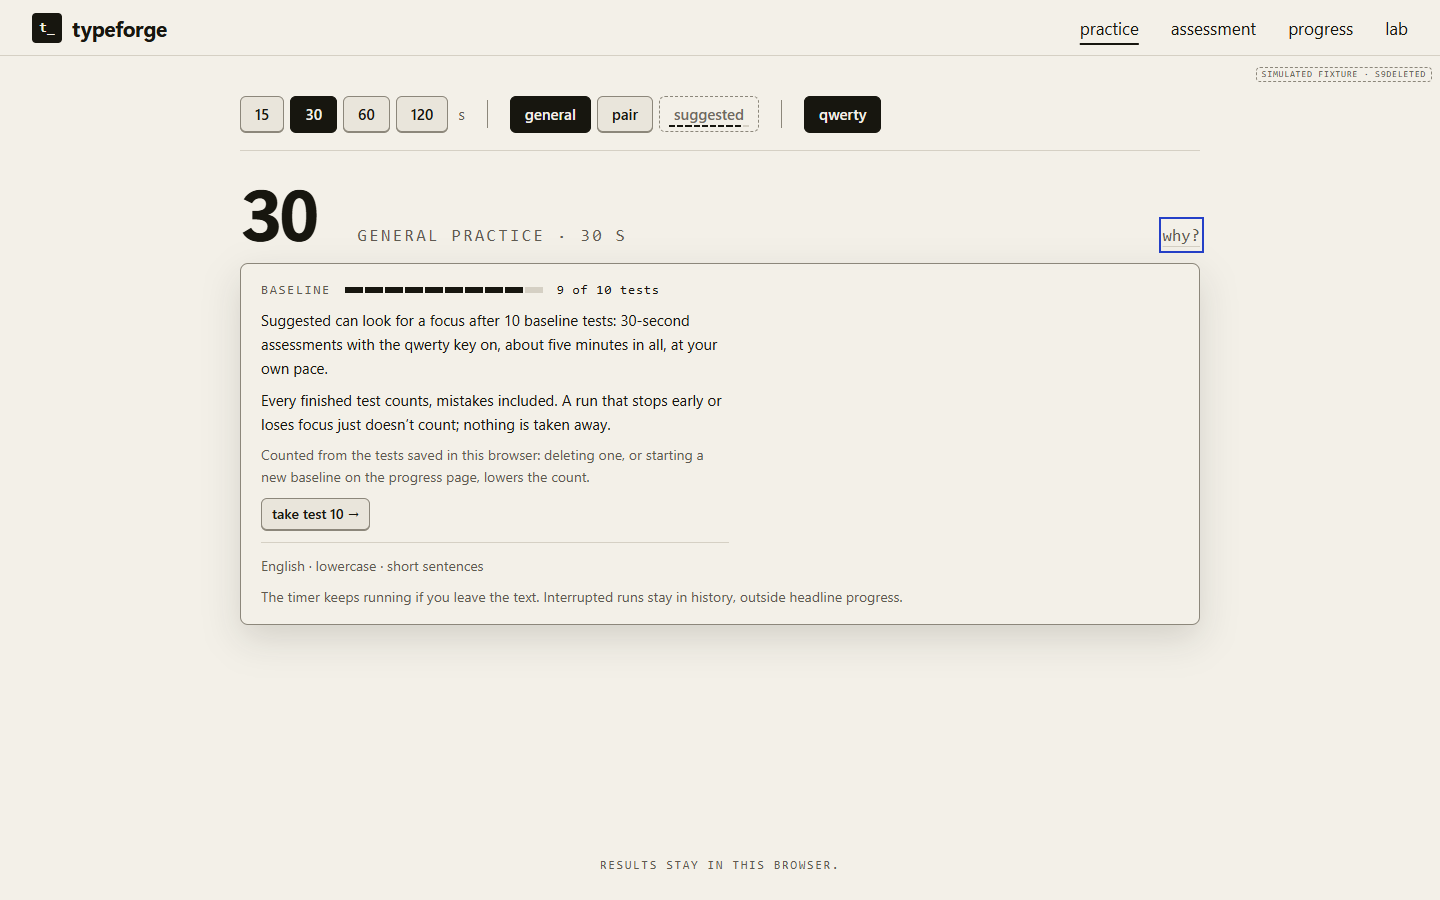 t_ typeforge practice assessment progress lab
SIMULATED FIXTURE · S9DELETED
15 30 60 120 s general pair suggested qwerty
30 GENERAL PRACTICE · 30 S why?
BASELINE 9 of 10 tests
Suggested can look for a focus after 10 baseline tests: 30-second
assessments with the qwerty key on, about five minutes in all, at your
own pace.
Every finished test counts, mistakes included. A run that stops early or
loses focus just doesn’t count; nothing is taken away.
Counted from the tests saved in this browser: deleting one, or starting a
new baseline on the progress page, lowers the count.
take test 10 →
English · lowercase · short sentences
The timer keeps running if you leave the text. Interrupted runs stay in history, outside headline progress.
RESULTS STAY IN THIS BROWSER.